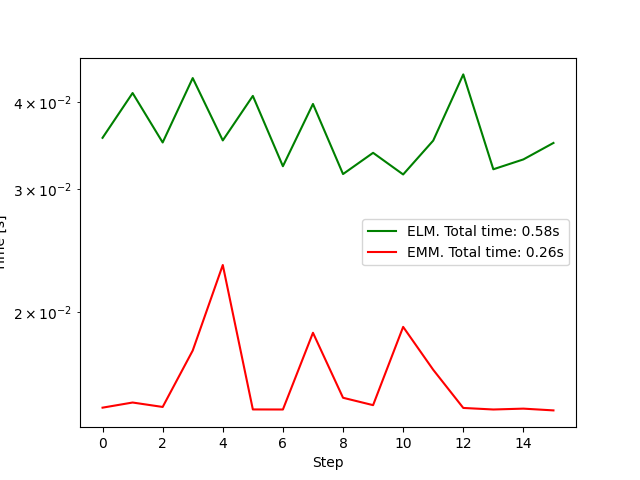 4 × 10⁻²
3 × 10⁻²
2 × 10⁻²
Time [s]
ELM. Total time: 0.58s
EMM. Total time: 0.26s
0 2 4 6 8 10 12 14
Step